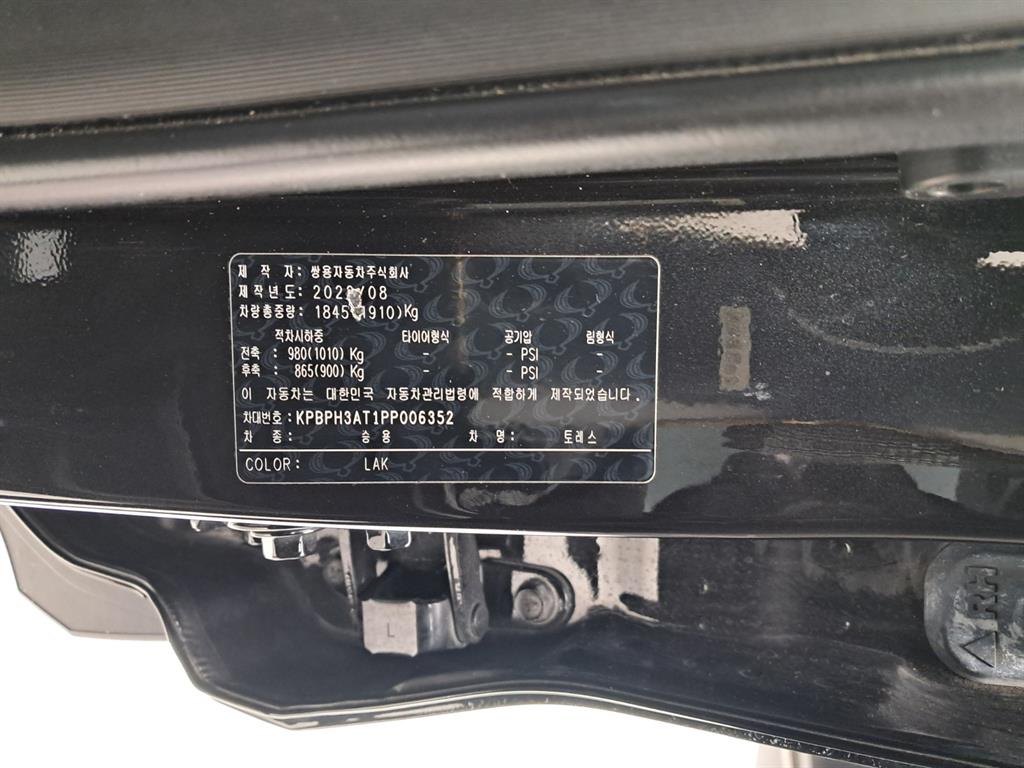 제 작 자: 쌍용자동차주식회사
제작년도: /08
차량총중량: 1845(1910)Kg
적차시하중 타이어형식 공기압 림형식
전축 : 980(1010) Kg - - PSI -
후축 : 865(900) Kg - - PSI -
이 자동차는 대한민국 자동차관리법령에 적합하게 제작되었습니다.
차대번호: KPBPH3AT1PP006352
차 종: 승 용 차 명: 토레스
COLOR: LAK
L
RH